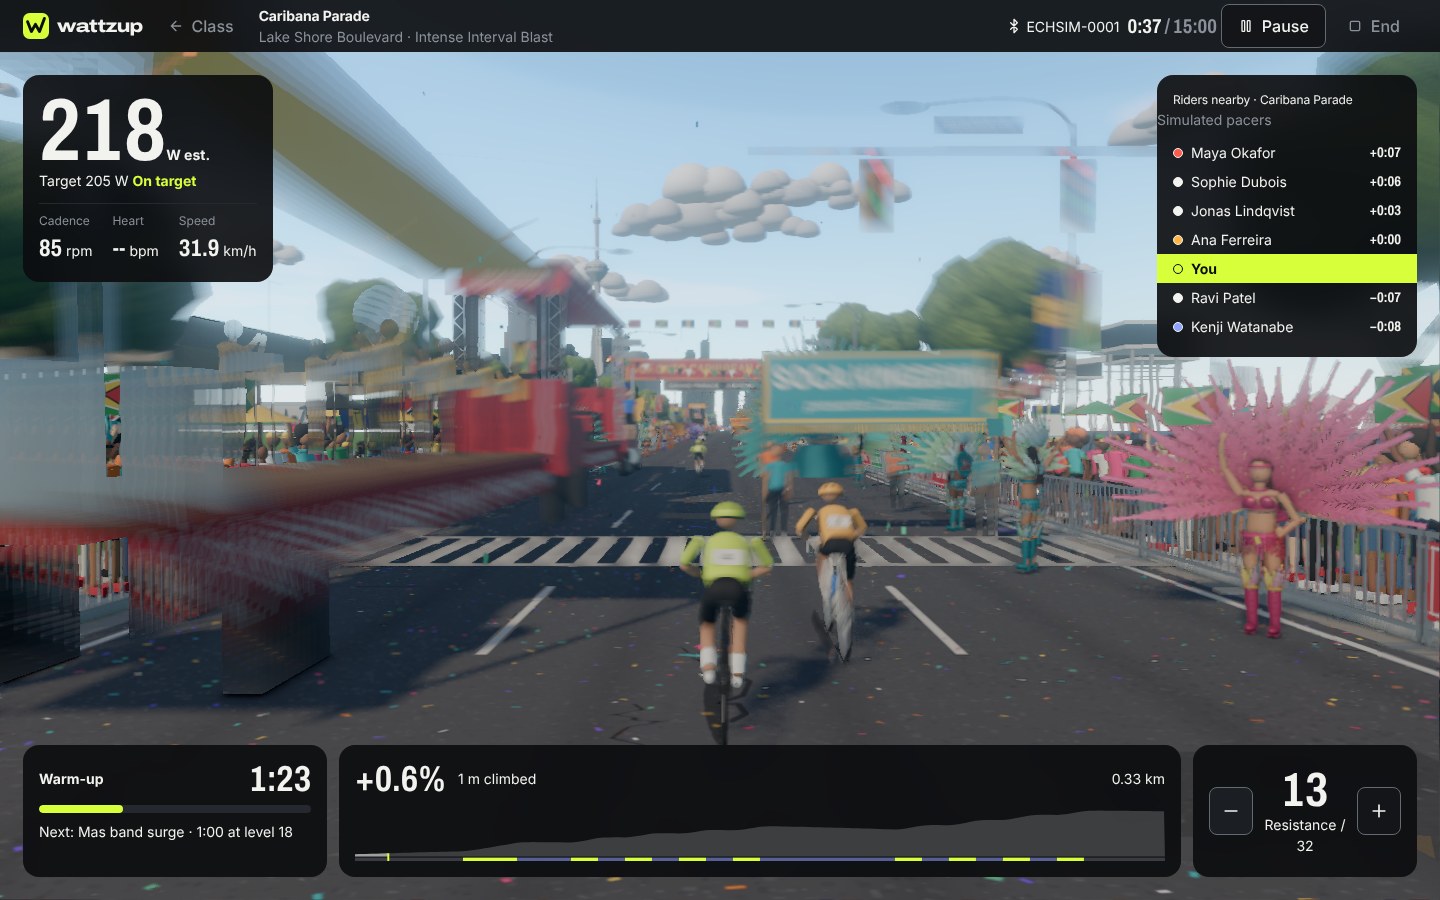 wattzup
Class
Caribana Parade
Lake Shore Boulevard · Intense Interval Blast
ECHSIM-0001 0:37 / 15:00
Pause
End
218 W est.
Target 205 W On target
Cadence Heart Speed
85 rpm -- bpm 31.9 km/h
Riders nearby · Caribana Parade
Simulated pacers
Maya Okafor +0:07
Sophie Dubois +0:06
Jonas Lindqvist +0:03
Ana Ferreira +0:00
You
Ravi Patel −0:07
Kenji Watanabe −0:08
Warm-up 1:23
Next: Mas band surge · 1:00 at level 18
+0.6% 1 m climbed 0.33 km
− 13 +
Resistance /
32